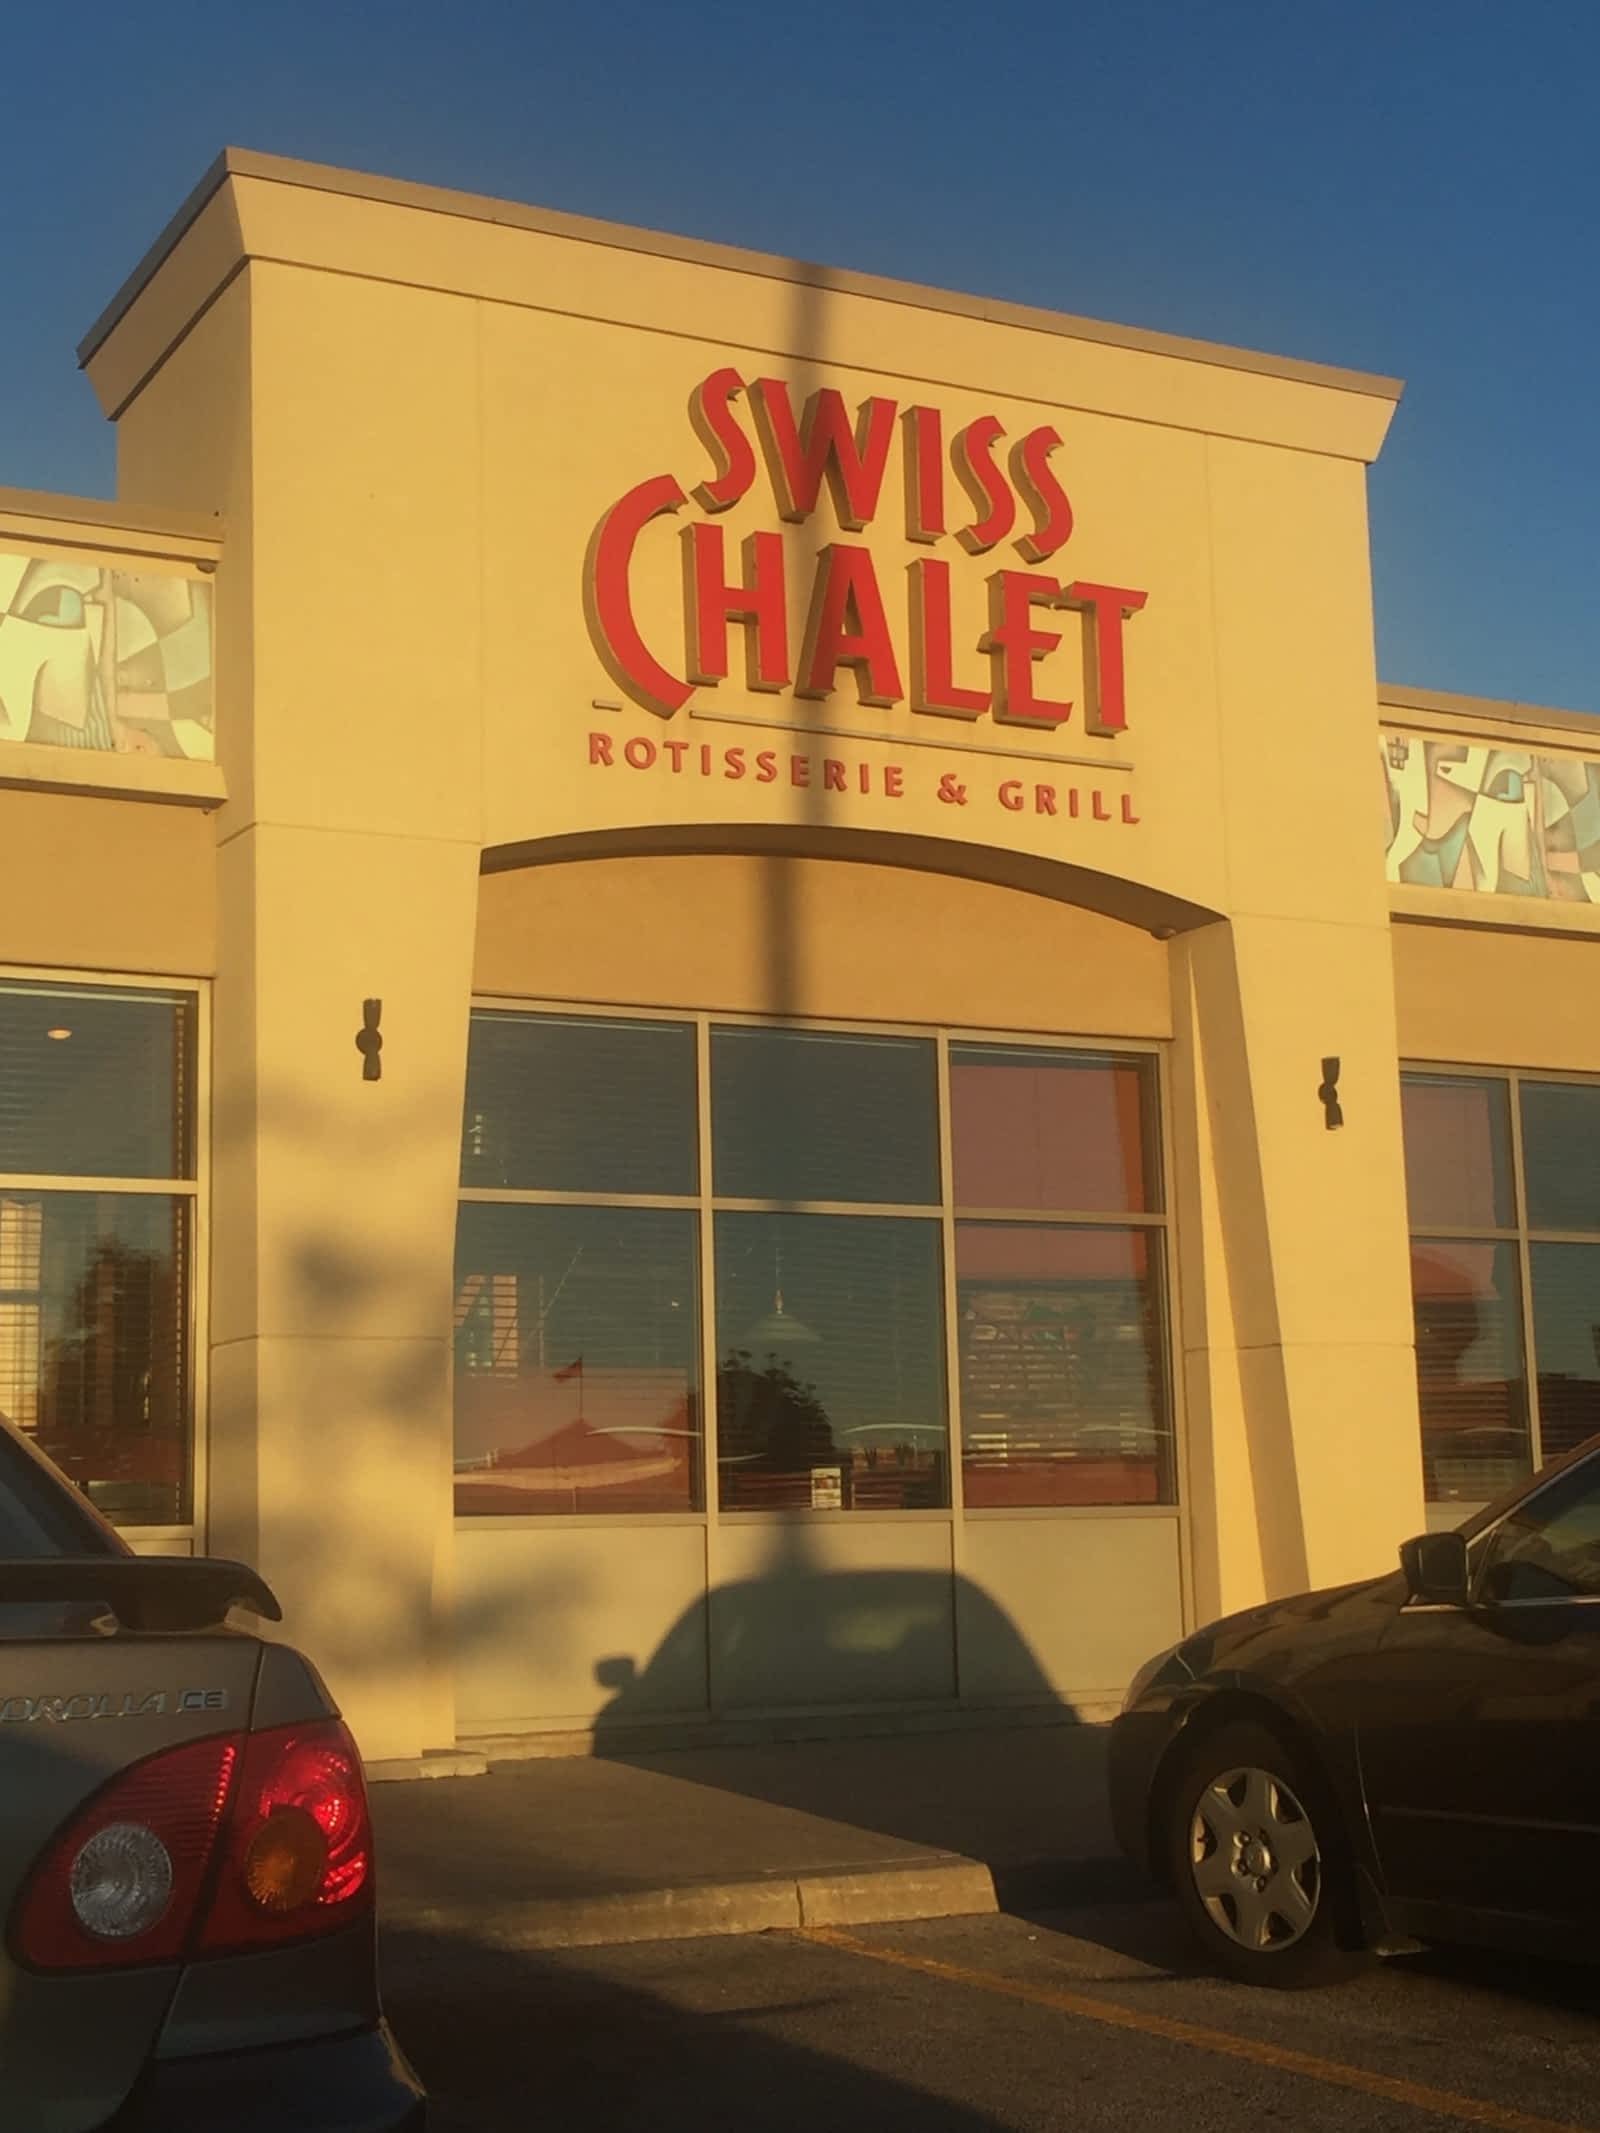 SWISS
CHALET
ROTISSERIE & GRILL
COROLLA CE